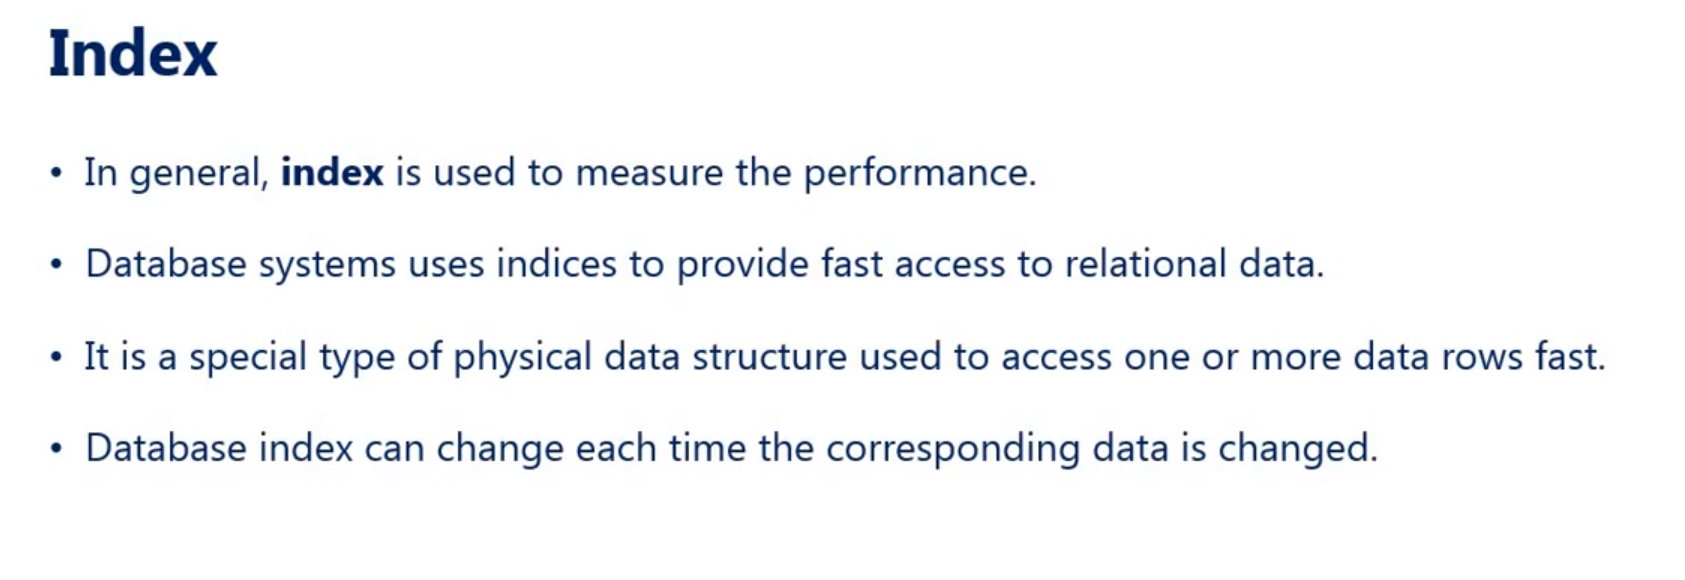 Index
• In general, index is used to measure the performance.
• Database systems uses indices to provide fast access to relational data.
• It is a special type of physical data structure used to access one or more data rows fast.
• Database index can change each time the corresponding data is changed.